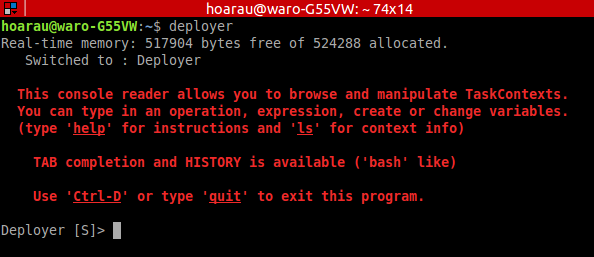 hoarau@waro-G55VW: ~ 74x14
hoarau@waro-G55VW:~$ deployer
Real-time memory: 517904 bytes free of 524288 allocated.
Switched to : Deployer
This console reader allows you to browse and manipulate TaskContexts.
You can type in an operation, expression, create or change variables.
(type 'help' for instructions and 'ls' for context info)
TAB completion and HISTORY is available ('bash' like)
Use 'Ctrl-D' or type 'quit' to exit this program.
Deployer [S]>